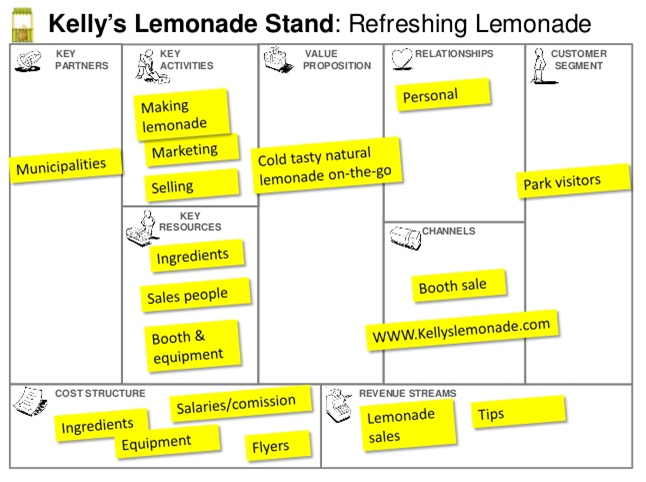 Kelly's Lemonade Stand: Refreshing Lemonade
KEY
PARTNERS
Municipalities
KEY
ACTIVITIES
Making
lemonade
Marketing
Selling
KEY
RESOURCES
Ingredients
Sales people
Booth &
equipment
VALUE
PROPOSITION
Cold tasty natural
lemonade on-the-go
RELATIONSHIPS
Personal
CHANNELS
Booth sale
WWW.Kellyslemonade.com
CUSTOMER
SEGMENT
Park visitors
COST STRUCTURE
Ingredients
Salaries/comission
Equipment
Flyers
REVENUE STREAMS
Lemonade
sales
Tips